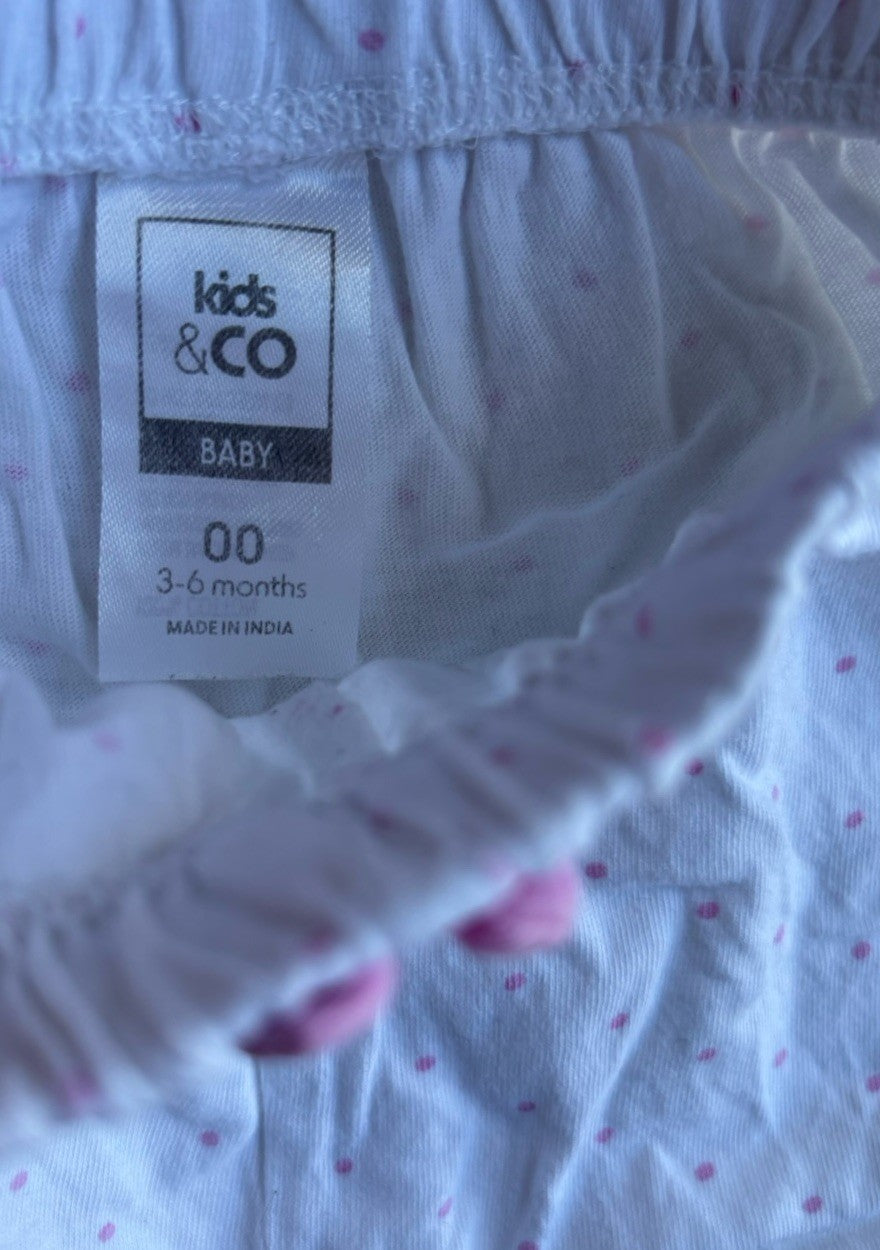 kids
&CO
BABY
00
3-6 months
MADE IN INDIA